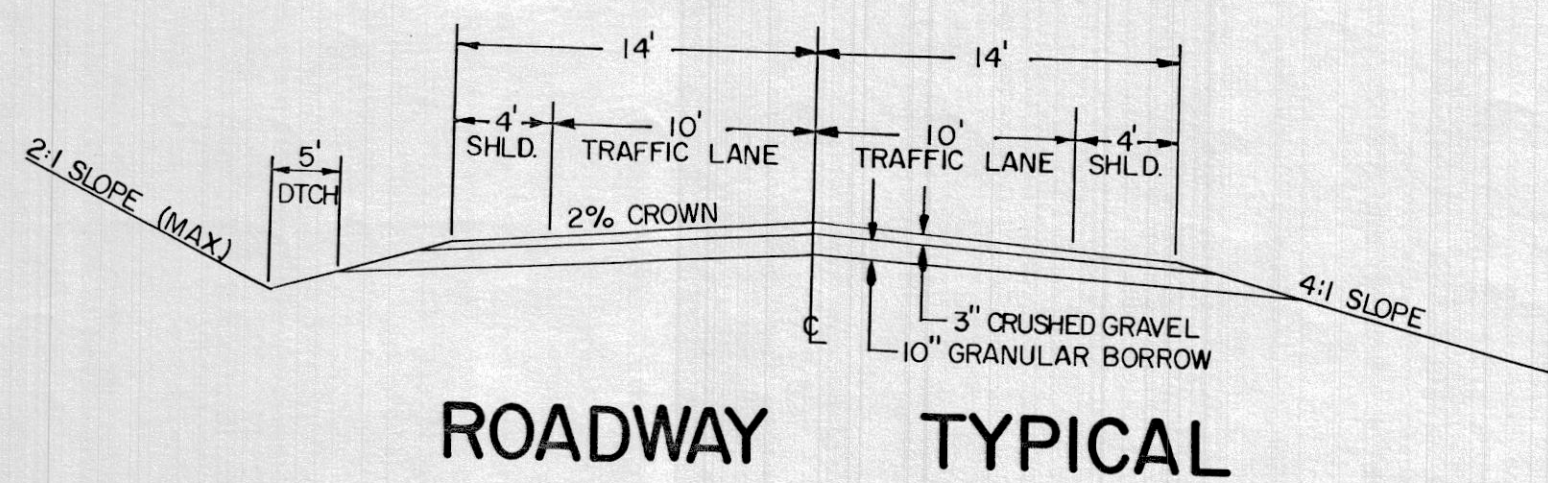 14' 14'
4' 10' 10' 4'
SHLD. TRAFFIC LANE TRAFFIC LANE SHLD.
5'
DTCH
2:1 SLOPE (MAX)
2% CROWN
4:1 SLOPE
3" CRUSHED GRAVEL
℄
10" GRANULAR BORROW
ROADWAY TYPICAL